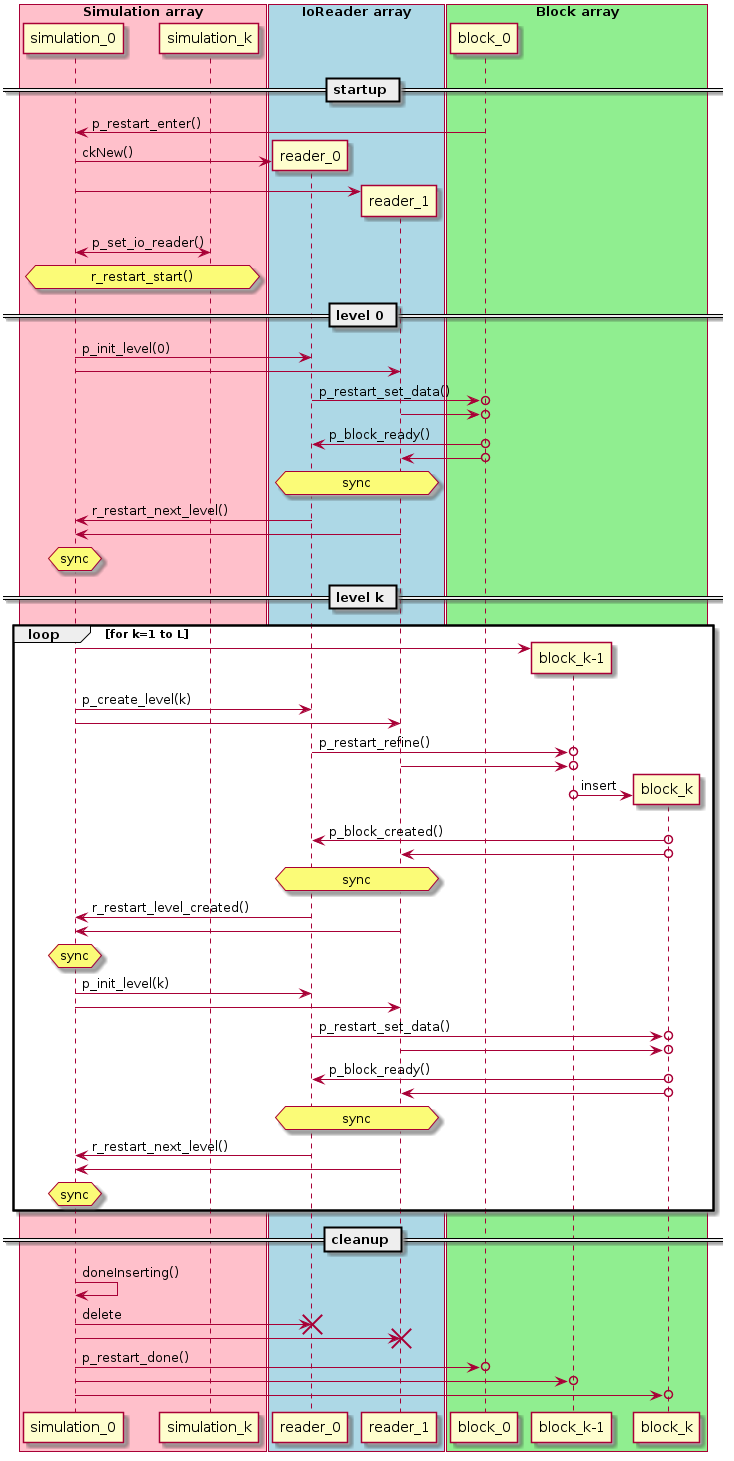 Simulation array
IoReader array
Block array
simulation_0
simulation_k
block_0
startup
p_restart_enter()
ckNew()
reader_0
reader_1
p_set_io_reader()
r_restart_start()
level 0
p_init_level(0)
p_restart_set_data()
p_block_ready()
sync
r_restart_next_level()
sync
level k
loop
[for k=1 to L]
block_k-1
p_create_level(k)
p_restart_refine()
insert
block_k
p_block_created()
sync
r_restart_level_created()
sync
p_init_level(k)
p_restart_set_data()
p_block_ready()
sync
r_restart_next_level()
sync
cleanup
doneInserting()
delete
p_restart_done()
simulation_0
simulation_k
reader_0
reader_1
block_0
block_k-1
block_k